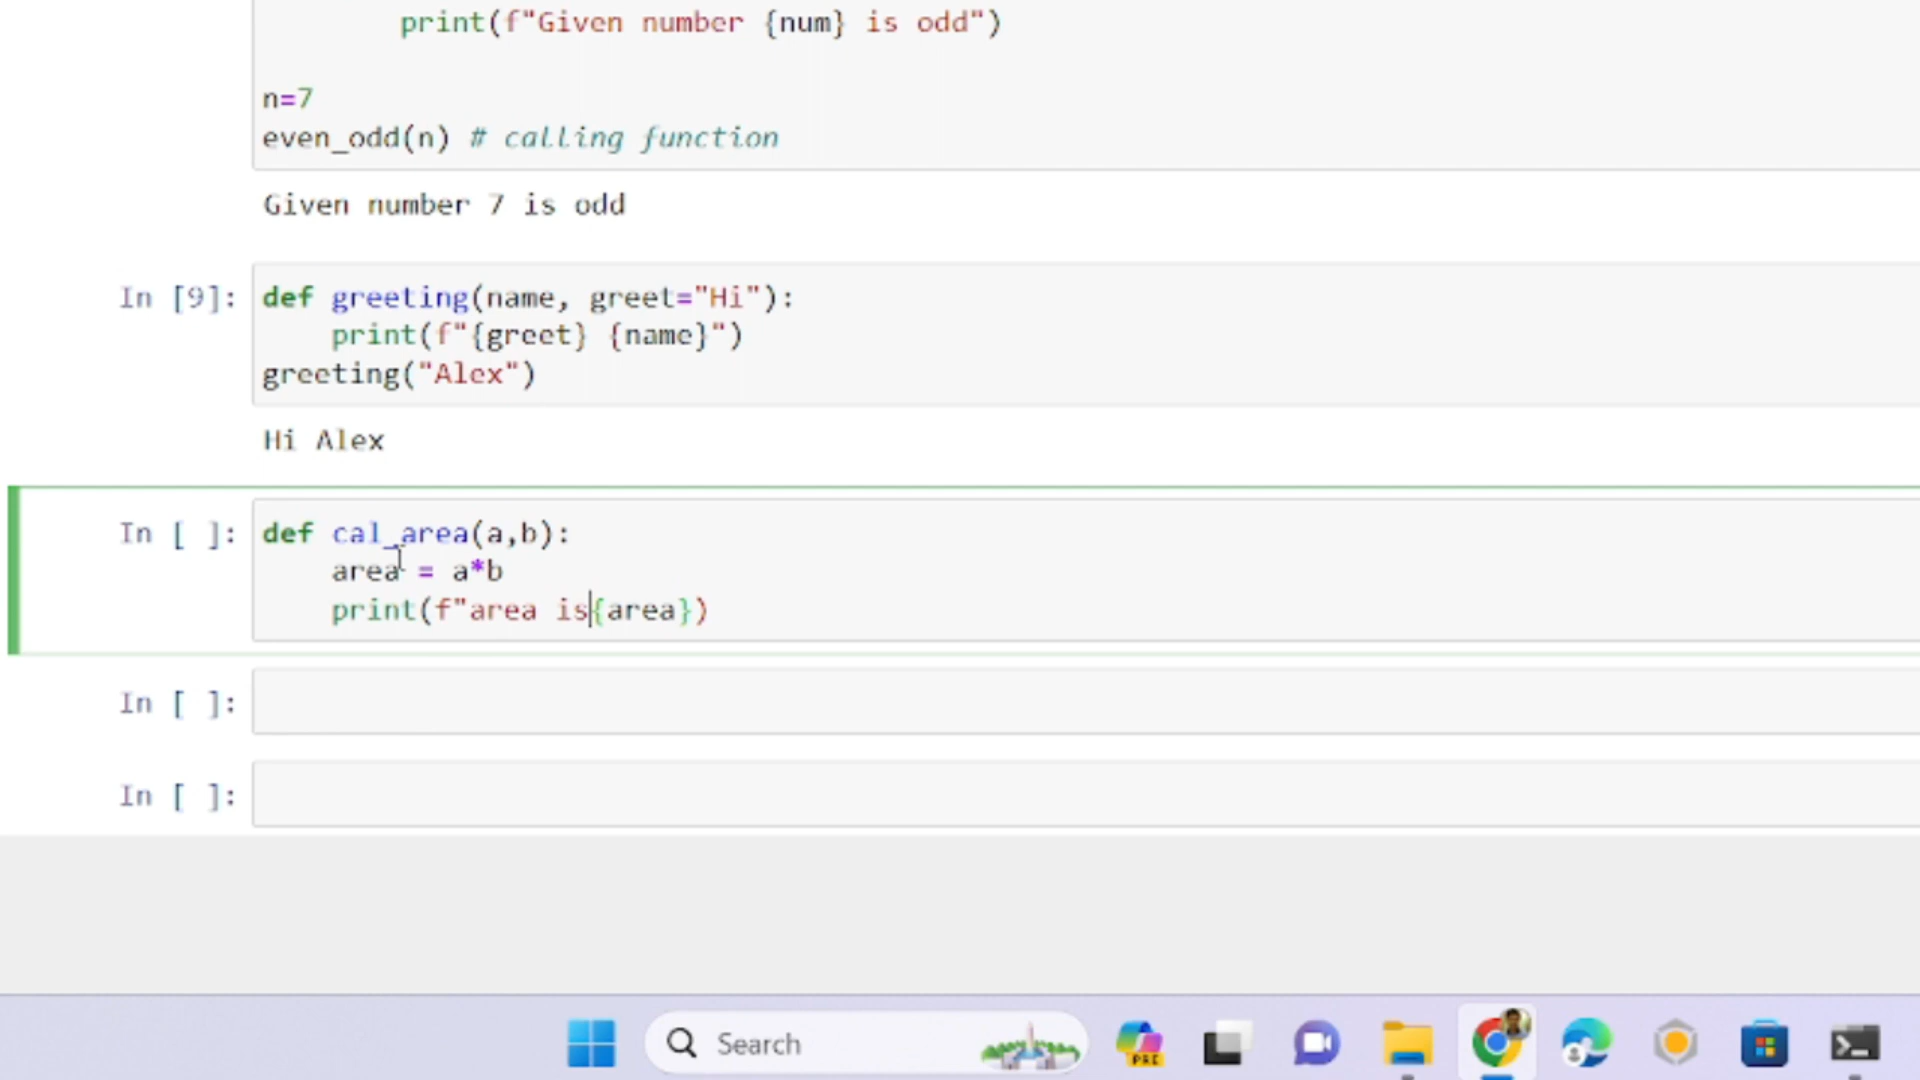 print(f"Given number {num} is odd")
n=7
even_odd(n) # calling function
Given number 7 is odd
In [9]: def greeting(name, greet="Hi"):
print(f"{greet} {name}")
greeting("Alex")
Hi Alex
In [ ]: def cal_area(a,b):
area = a*b
print(f"area is{area})
In [ ]:
In [ ]:
Search
PRE